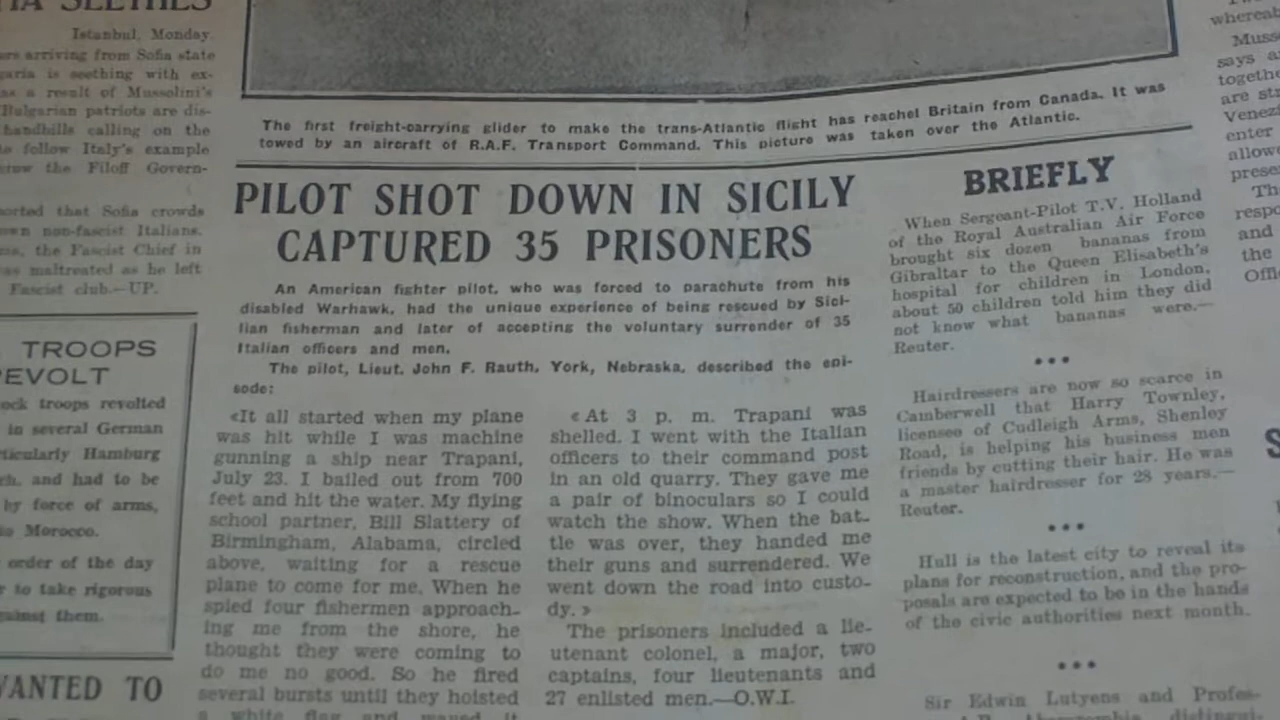 Istanbul, Monday.
arriving from Sofia state
is seething with ex-
as a result of Mussolini's
Bulgarian patriots are dis-
handbills calling on the
follow Italy's example
the Filoff Govern-
that Sofia crowds
non-fascist Italians.
the Fascist Chief in
maltreated as he left
Fascist club.—UP.
TROOPS
troops revolted
in several German
Hamburg
and had to be
by force of arms,
Morocco.
order of the day
to take rigorous
them.
TO
The first freight-carrying glider to make the trans-Atlantic flight has reachel Britain from Canada. It was
towed by an aircraft of R.A.F. Transport Command. This picture was taken over the Atlantic.
PILOT SHOT DOWN IN SICILY
CAPTURED 35 PRISONERS
An American fighter pilot, who was forced to parachute from his
disabled Warhawk, had the unique experience of being rescued by Sici-
lian fisherman and later of accepting the voluntary surrender of 35
Italian officers and men.
The pilot, Lieut. John F. Rauth, York, Nebraska, described the epi-
sode:
«It all started when my plane
was hit while I was machine
gunning a ship near Trapani,
July 23. I bailed out from 700
feet and hit the water. My flying
school partner, Bill Slattery of
Birmingham, Alabama, circled
above, waiting for a rescue
plane to come for me. When he
spied four fishermen approach-
ing me from the shore, he
thought they were coming to
do me no good. So he fired
several bursts until they hoisted
a white flag and waved it
«At 3 p. m. Trapani was
shelled. I went with the Italian
officers to their command post
in an old quarry. They gave me
a pair of binoculars so I could
watch the show. When the bat-
tle was over, they handed me
their guns and surrendered. We
went down the road into custo-
dy.»
The prisoners included a lie-
utenant colonel, a major, two
captains, four lieutenants and
27 enlisted men.—O.W.I.
BRIEFLY
When Sergeant-Pilot T.V. Holland
of the Royal Australian Air Force
brought six dozen bananas from
Gibraltar to the Queen Elisabeth's
hospital for children in London,
about 50 children told him they did
not know what bananas were.—
Reuter.
•••
Hairdressers are now so scarce in
Camberwell that Harry Townley,
licensee of Cudleigh Arms, Shenley
Road, is helping his business men
friends by cutting their hair. He was
a master hairdresser for 28 years.—
Reuter.
•••
Hull is the latest city to reveal its
plans for reconstruction, and the pro-
posals are expected to be in the hands
of the civic authorities next month.
•••
Sir Edwin Lutyens and Profes-
says
are
enter
and
the